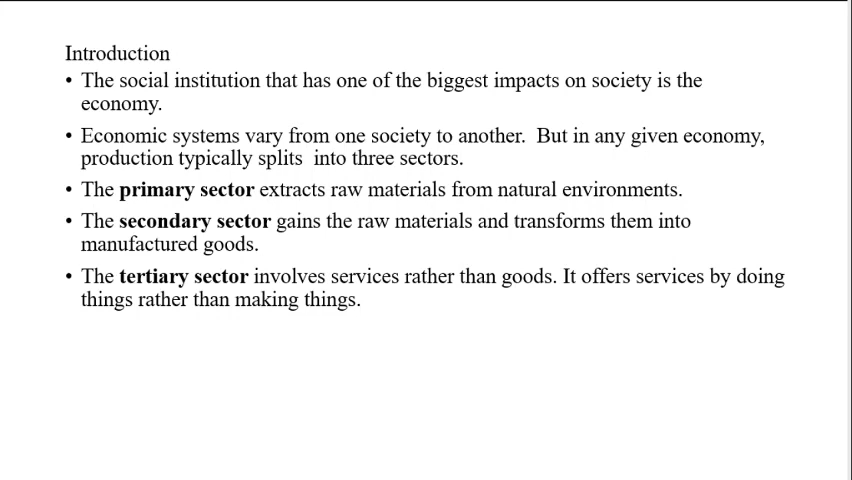 Introduction
• The social institution that has one of the biggest impacts on society is the
economy.
• Economic systems vary from one society to another.  But in any given economy,
production typically splits  into three sectors.
• The primary sector extracts raw materials from natural environments.
• The secondary sector gains the raw materials and transforms them into
manufactured goods.
• The tertiary sector involves services rather than goods. It offers services by doing
things rather than making things.